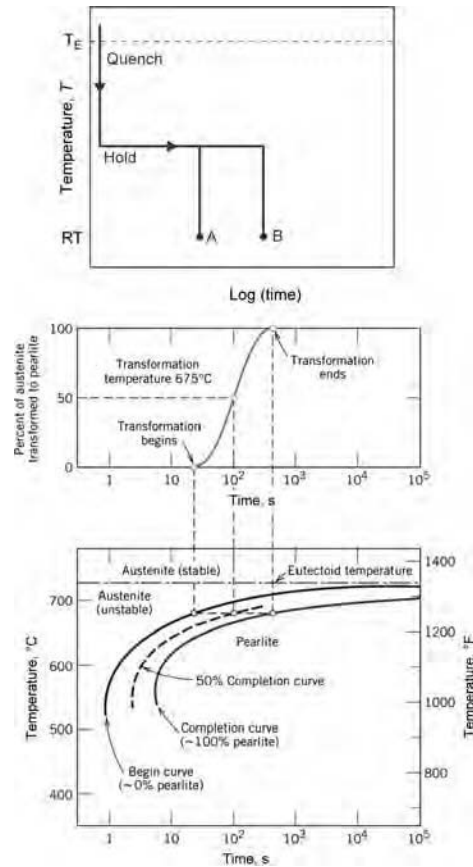 T_E
Quench
Temperature, T
Hold
RT
A
B
Log (time)
Percent of austenite
transformed to pearlite
100
50
0
Transformation
temperature 675°C
Transformation
begins
Transformation
ends
1
10
10²
10³
10⁴
10⁵
Time, s
Austenite (stable)
Eutectoid temperature
Austenite
(unstable)
Pearlite
50% Completion curve
Completion curve
(~100% pearlite)
Begin curve
(~0% pearlite)
Temperature, °C
700
600
500
400
Temperature, °F
1400
1200
1000
800
1
10
10²
10³
10⁴
10⁵
Time, s